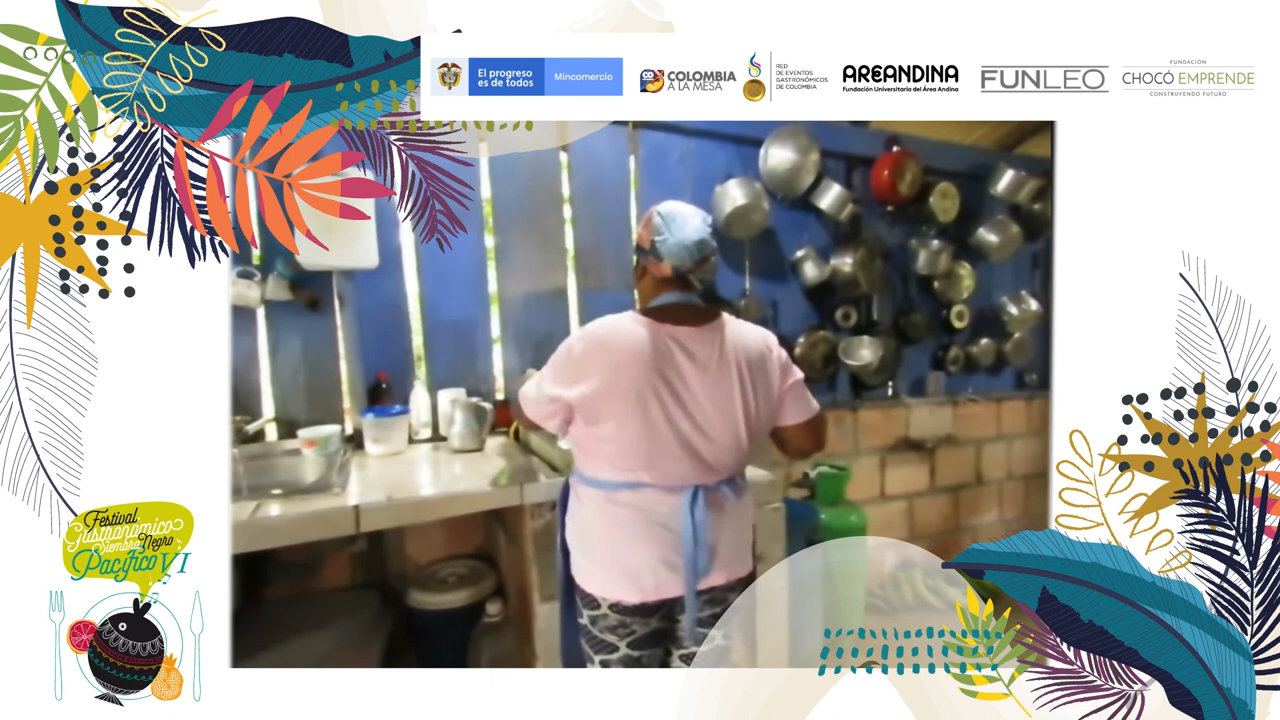 El progreso
es de todos
Mincomercio
CO
COLOMBIA
A LA MESA
RED
DE EVENTOS
GASTRONÓMICOS
DE COLOMBIA
AREANDINA
Fundación Universitaria del Área Andina
FUNLEO
FUNDACIÓN
CHOCÓ EMPRENDE
CONSTRUYENDO FUTURO
Festival
Gastronómico
Siembra Negro
Pacífico VI